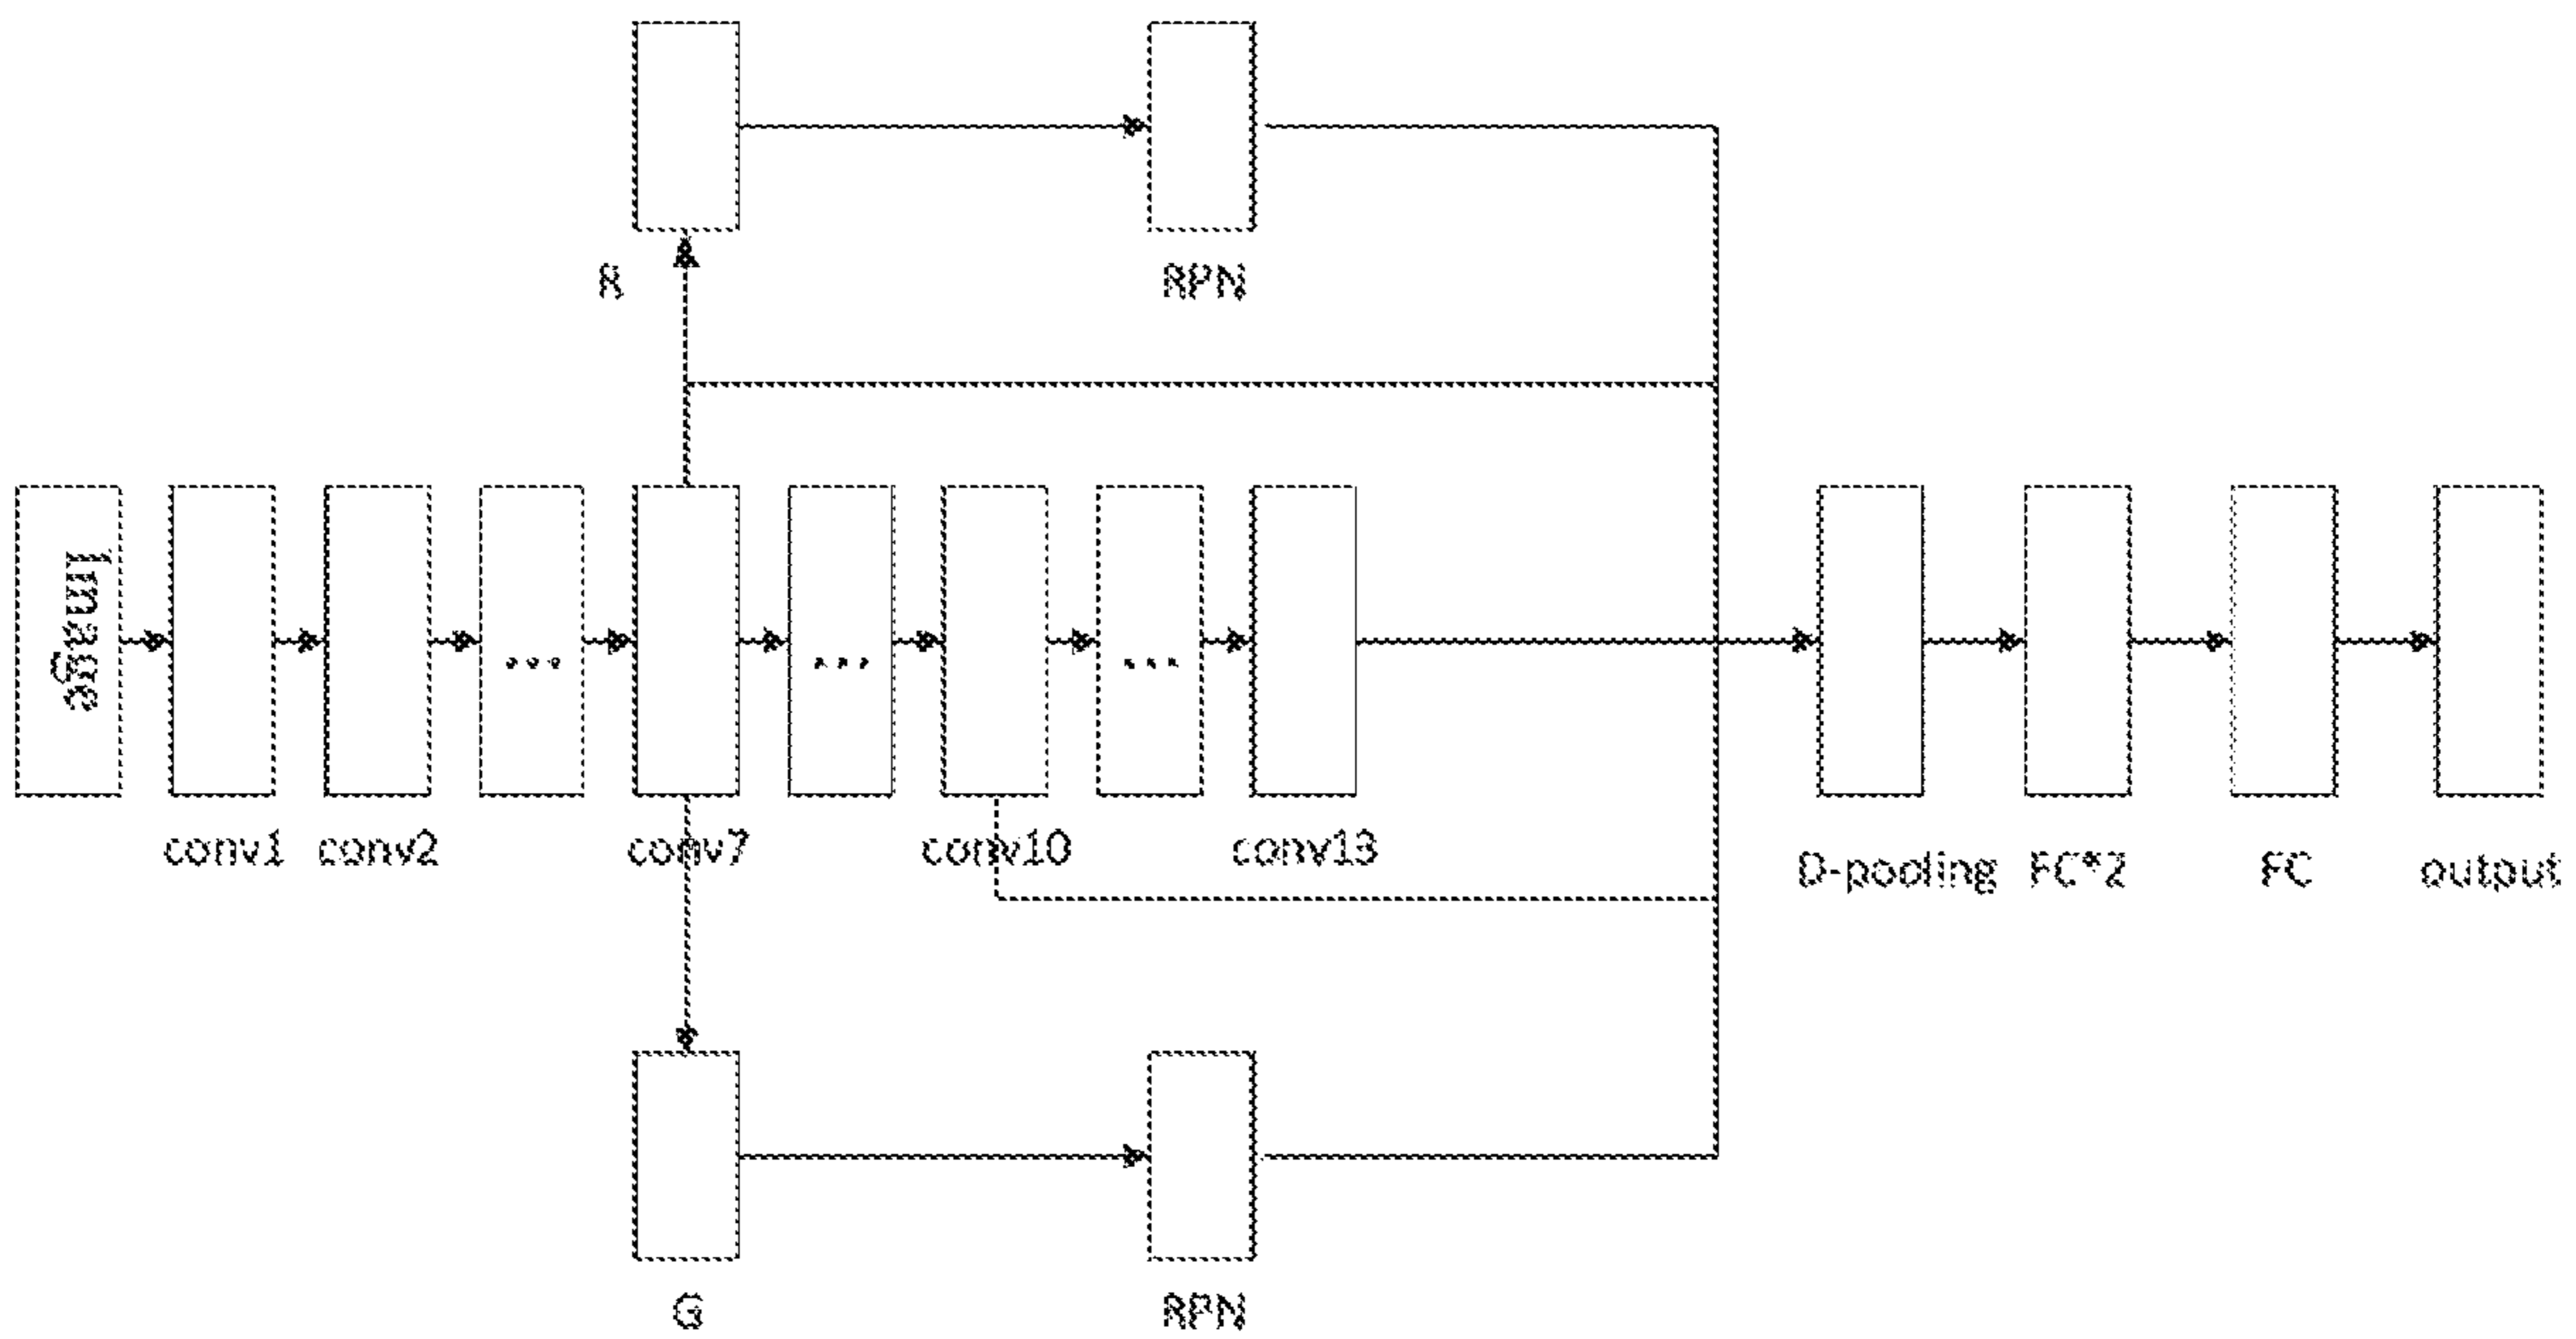 R
RPN
Image
...
...
...
conv1
conv2
conv7
conv10
conv13
D-pooling
FC*2
FC
output
G
RPN